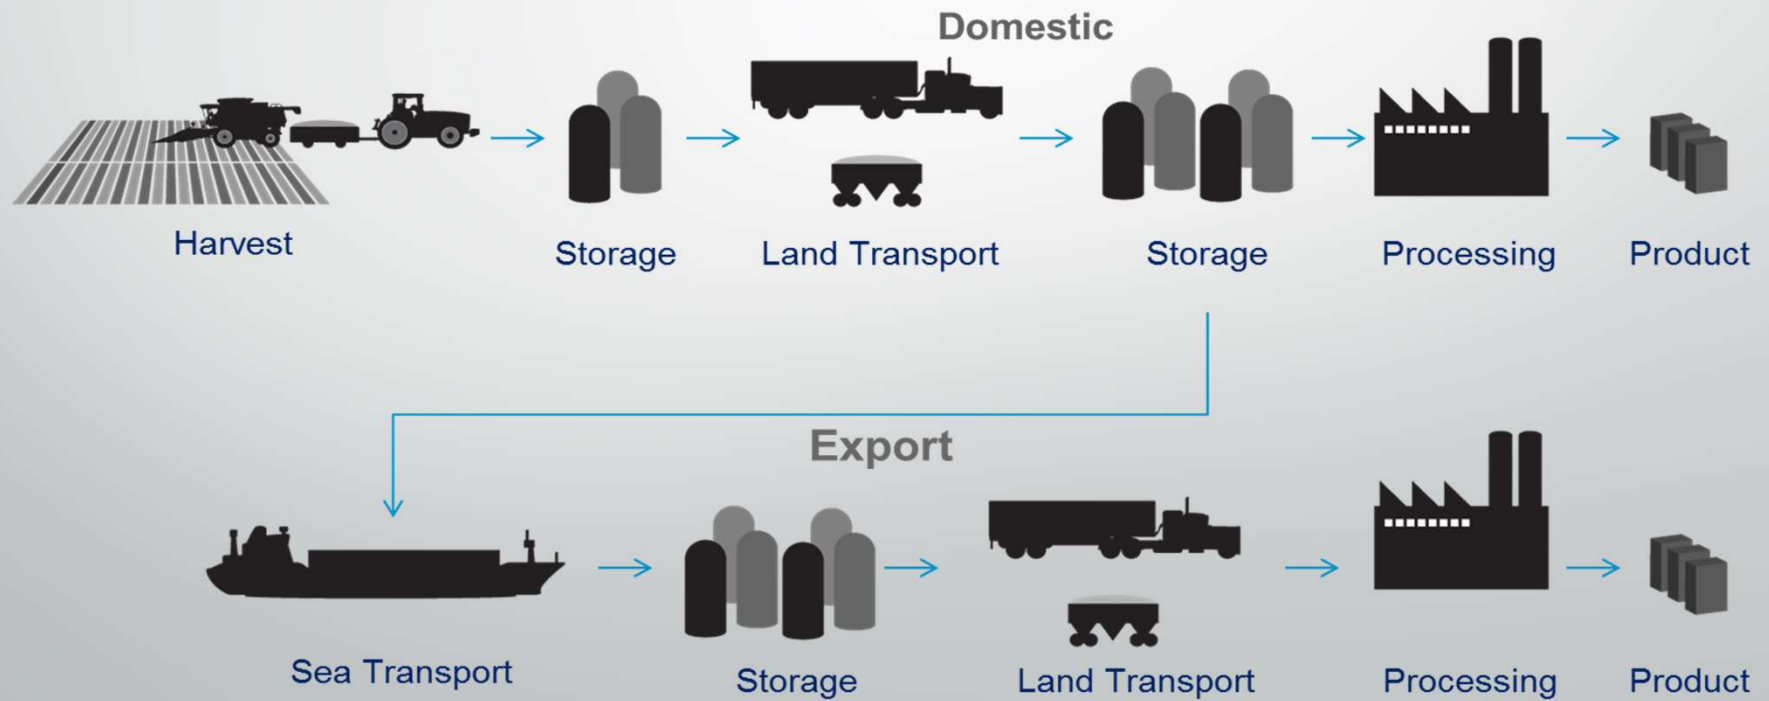 Domestic
Harvest
Storage
Land Transport
Storage
Processing
Product
Export
Sea Transport
Storage
Land Transport
Processing
Product